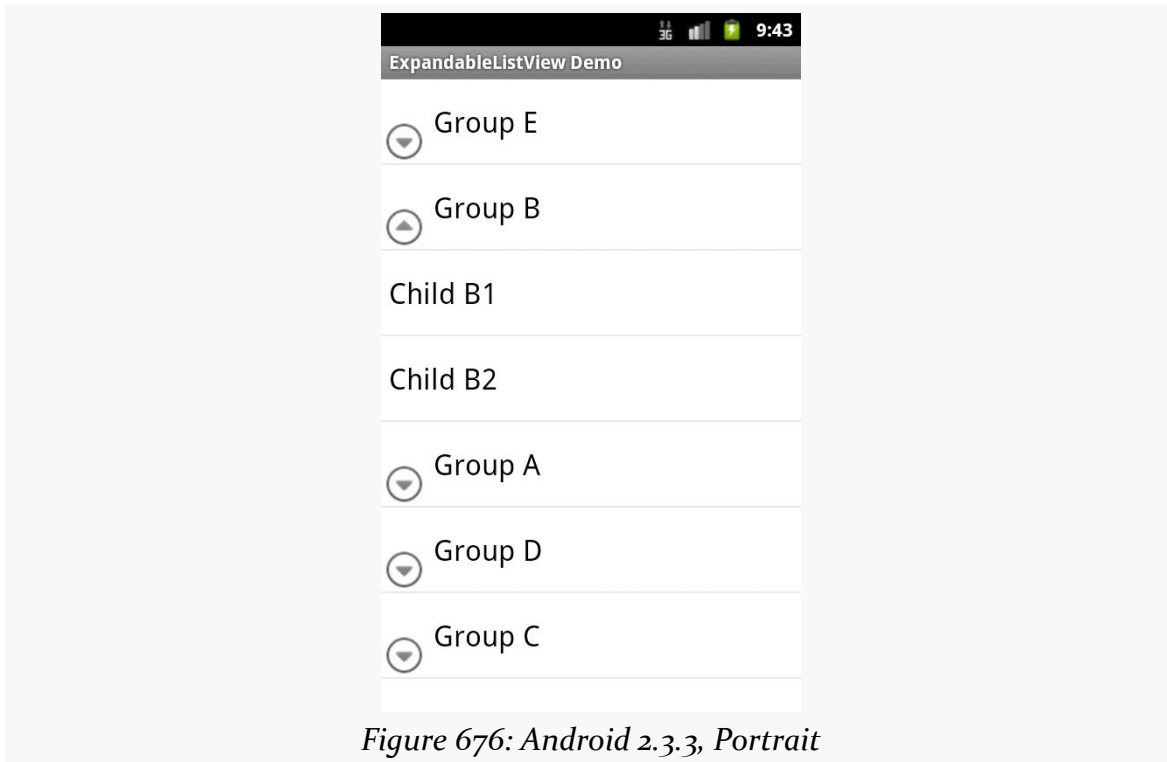 3G 9:43
ExpandableListView Demo
Group E
Group B
Child B1
Child B2
Group A
Group D
Group C
Figure 676: Android 2.3.3, Portrait